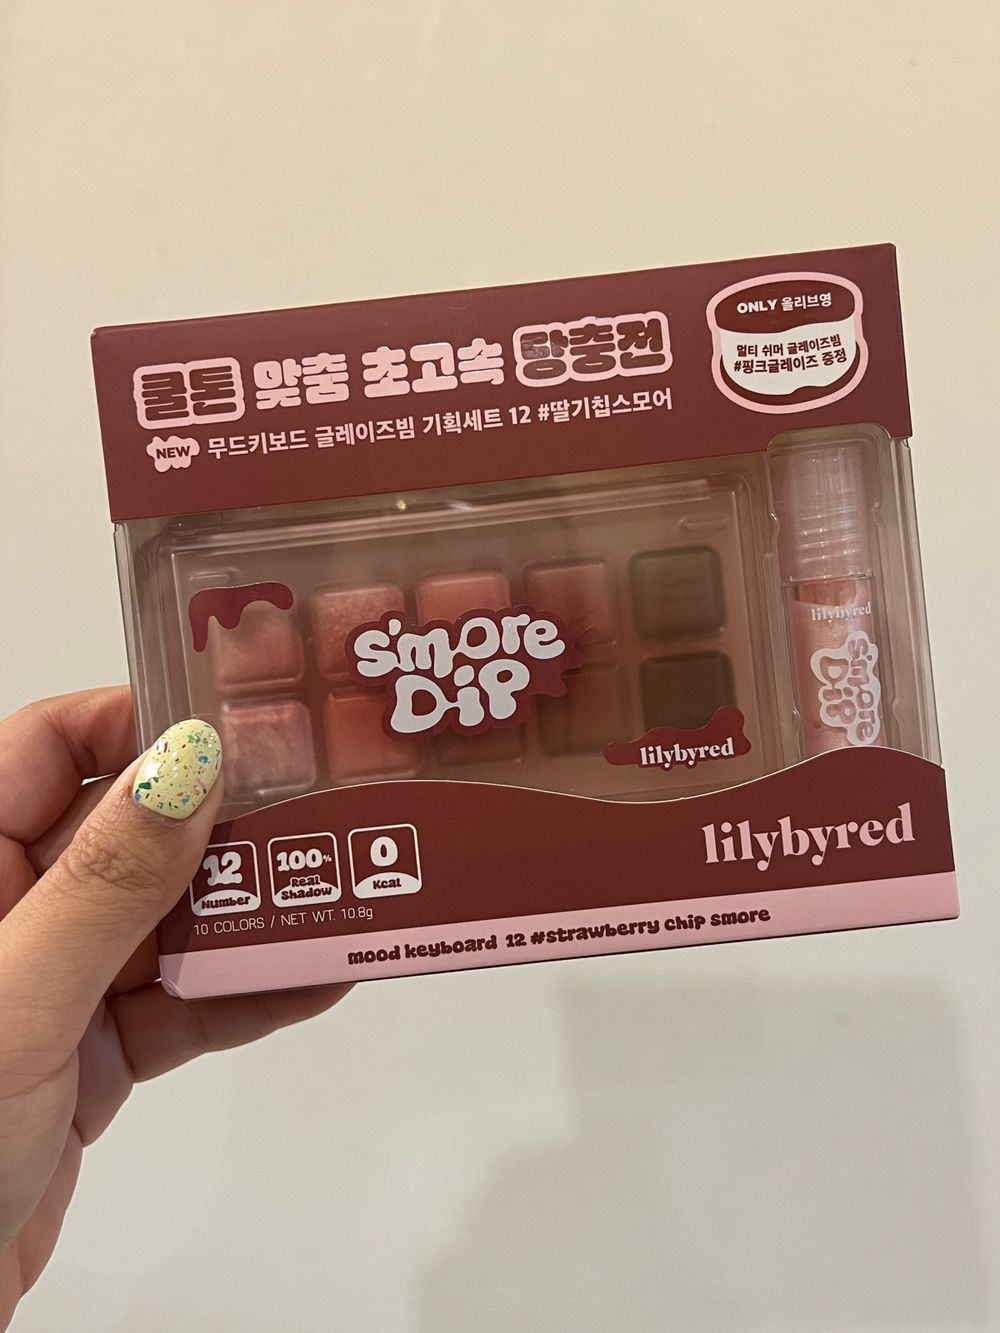 쿨톤 맞춤 초고속 당충전
NEW 무드키보드 글레이즈빔 기획세트 12 #딸기칩스모어
ONLY 올리브영
멀티 쉬머 글레이즈빔
#핑크글레이즈 증정
s'more
Dip
lilybyred
lilybyred
s'more
Dip
lilybyred
12
Number
100%
Real
Shadow
0
Kcal
10 COLORS / NET WT. 10.8g
mood keyboard 12 #strawberry chip smore